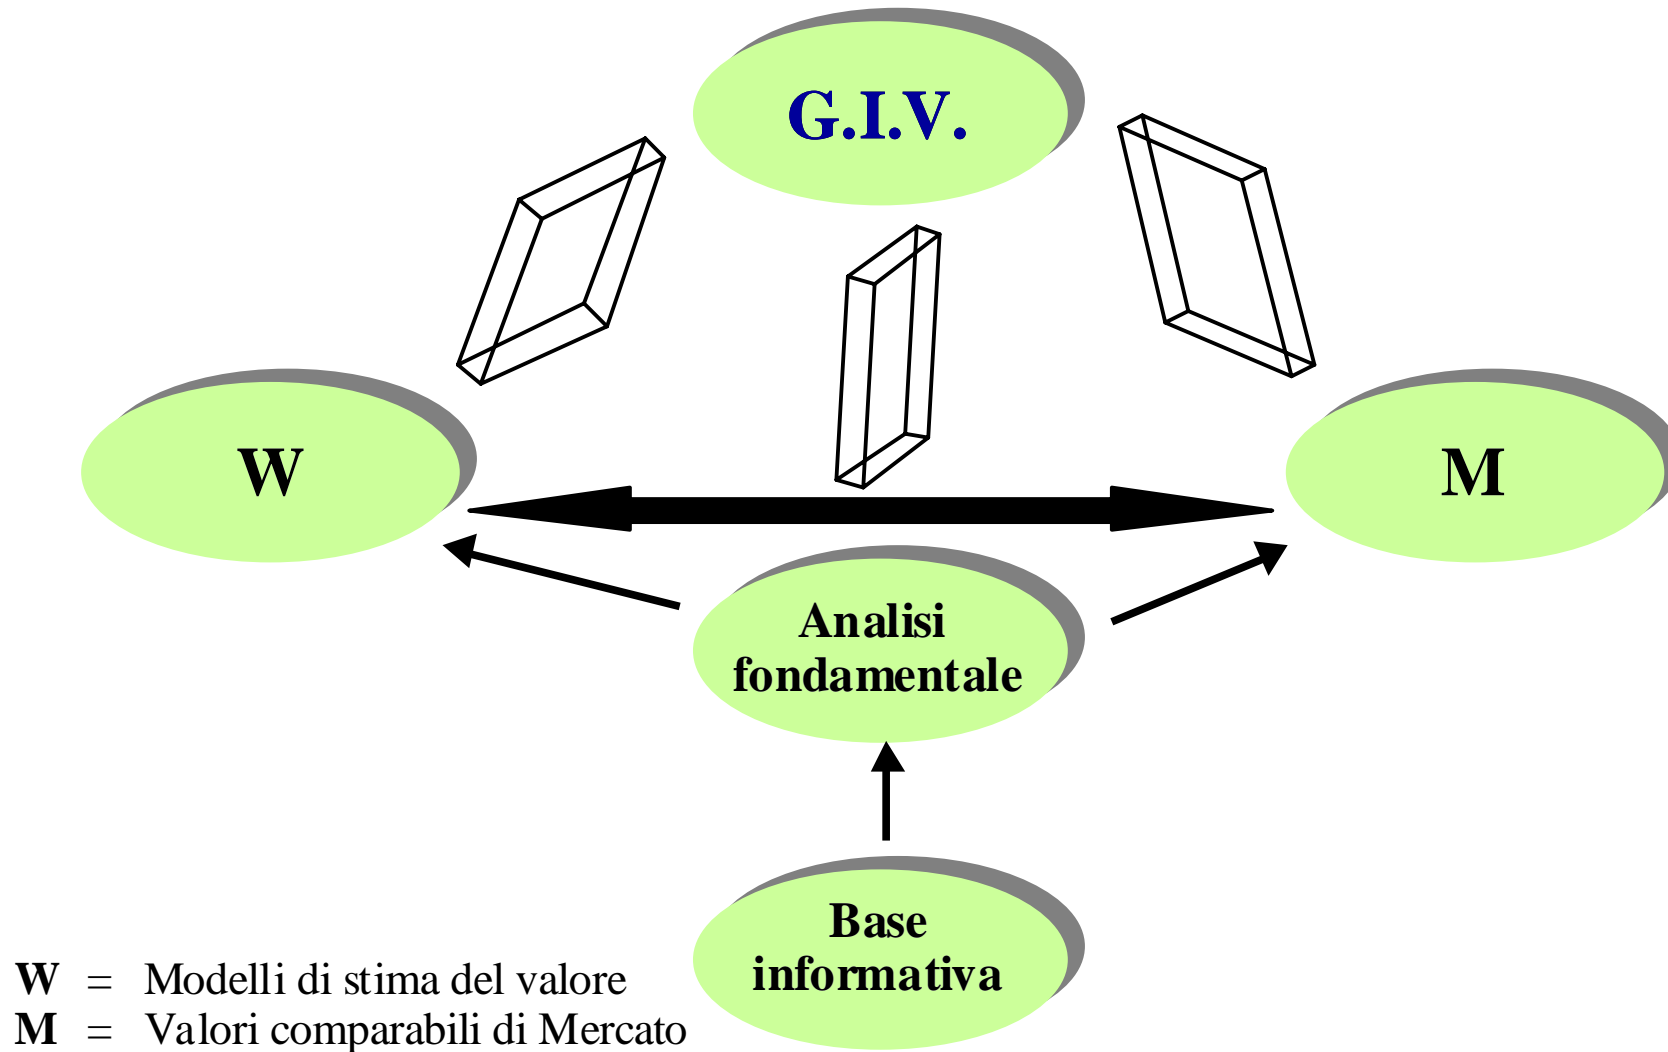 G.I.V.
W
M
Analisi
fondamentale
Base
informativa
W = Modelli di stima del valore
M = Valori comparabili di Mercato